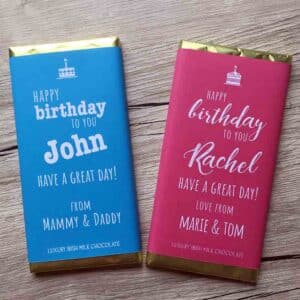 HAPPY
birthday
TO YOU
John
HAVE A GREAT DAY!
FROM
MAMMY & DADDY
LUXURY IRISH MILK CHOCOLATE
HAPPY
birthday
TO YOU
Rachel
HAVE A GREAT DAY!
LOVE FROM
MARIE & TOM
LUXURY IRISH MILK CHOCOLATE